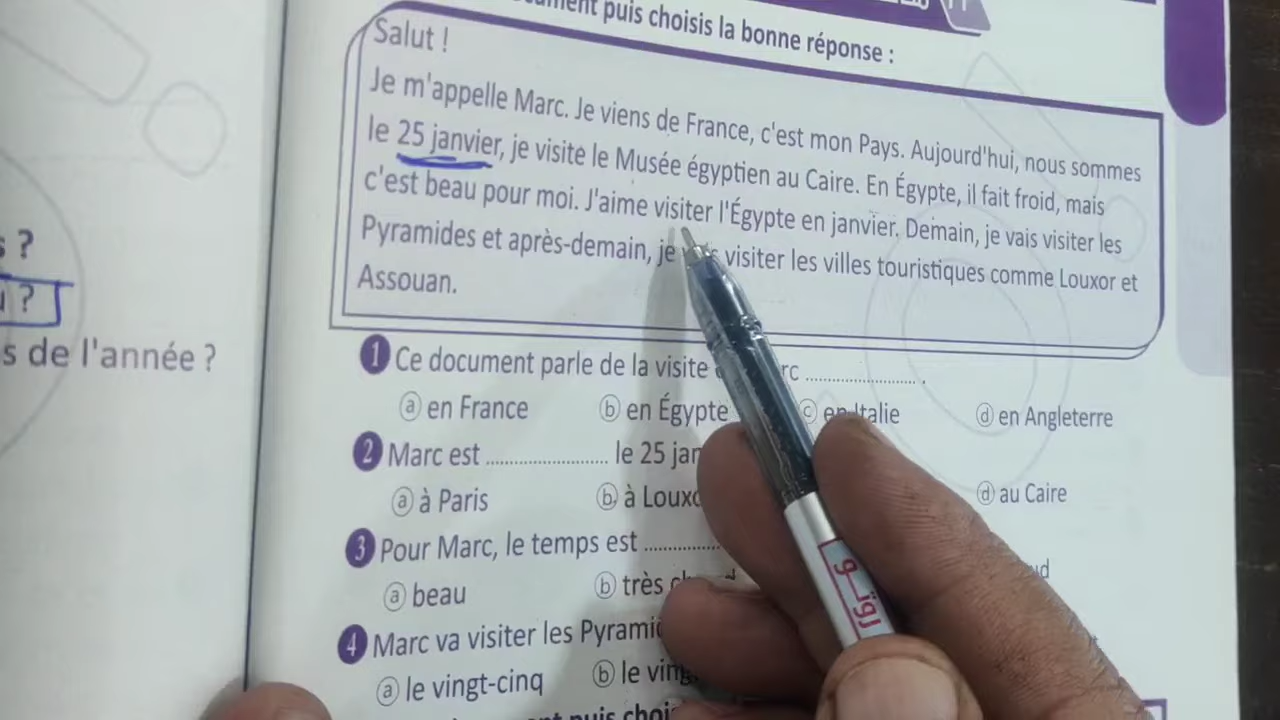 puis choisis la bonne réponse :
Salut !
Je m'appelle Marc. Je viens de France, c'est mon Pays. Aujourd'hui, nous sommes
le 25 janvier, je visite le Musée égyptien au Caire. En Égypte, il fait froid, mais
c'est beau pour moi. J'aime visiter l'Égypte en janvier. Demain, je vais visiter les
Pyramides et après-demain, je visiter les villes touristiques comme Louxor et
Assouan.
? 
?
s de l'année ?
1 Ce document parle de la visite .................... .
a en France b en Égypte c en Italie d en Angleterre
2 Marc est .................... le 25
a à Paris b à d au Caire
3 Pour Marc, le temps est ............
a beau b très
4 Marc va visiter les
a le vingt-cinq b le
puis
روتـو